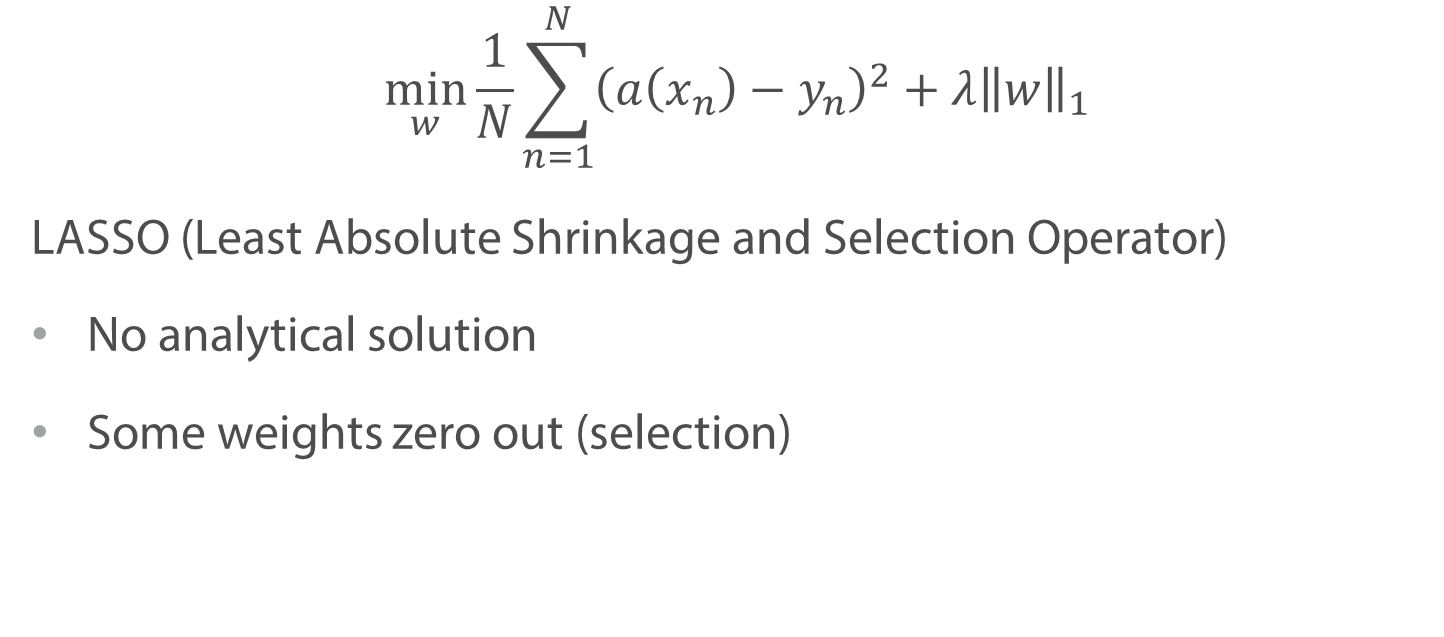 min_w 1/N ∑_{n=1}^{N} (a(x_n) − y_n)² + λ‖w‖₁
LASSO (Least Absolute Shrinkage and Selection Operator)
• No analytical solution
• Some weights zero out (selection)